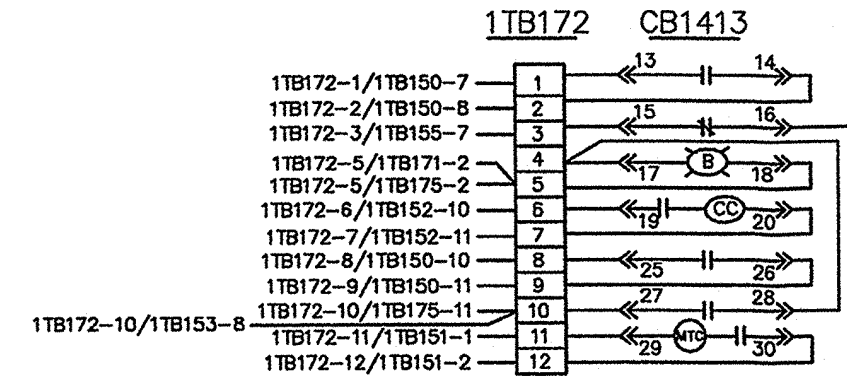 1TB172 CB1413
1TB172-1/1TB150-7 1 13 14
1TB172-2/1TB150-8 2
1TB172-3/1TB155-7 3 15 16
1TB172-5/1TB171-2 4 17 B 18
1TB172-5/1TB175-2 5
1TB172-6/1TB152-10 6 19 CC 20
1TB172-7/1TB152-11 7
1TB172-8/1TB150-10 8 25 26
1TB172-9/1TB150-11 9
1TB172-10/1TB175-11 10 27 28
1TB172-10/1TB153-8
1TB172-11/1TB151-1 11 29 MTC 30
1TB172-12/1TB151-2 12